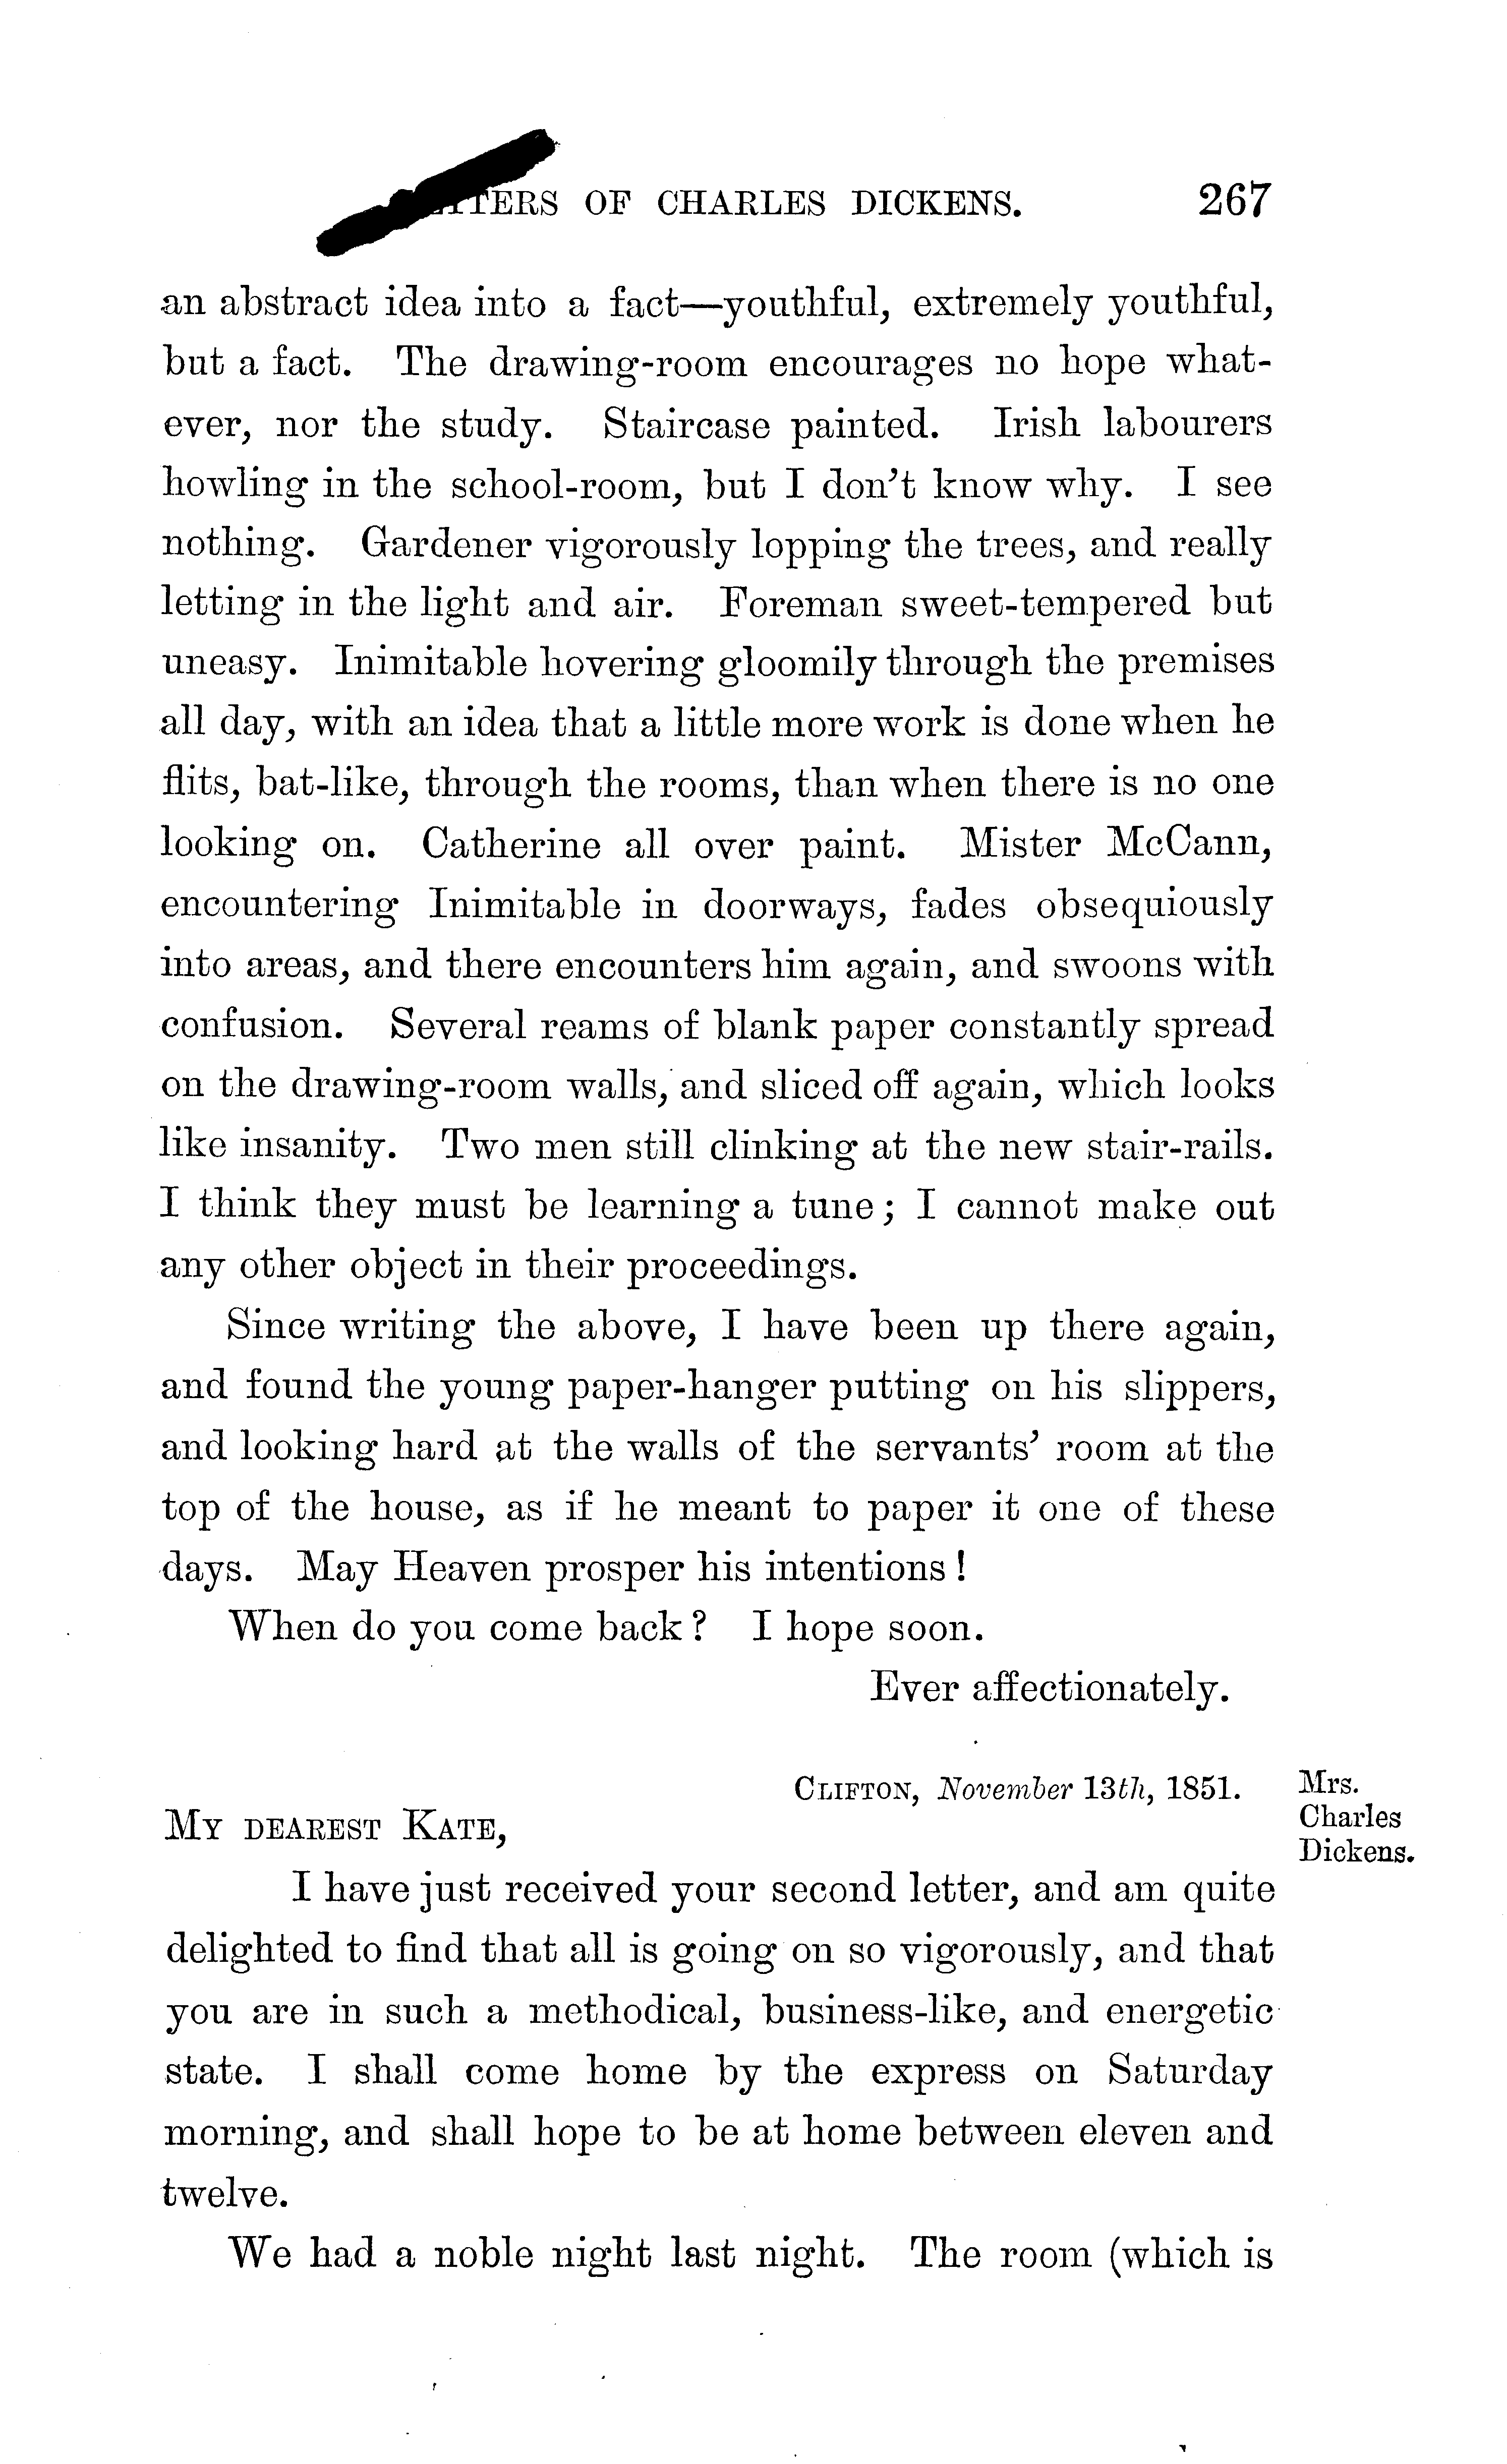 OF CHARLES DICKENS. 267
an abstract idea into a fact—youthful, extremely youthful,
but a fact. The drawing-room encourages no hope what-
ever, nor the study. Staircase painted. Irish labourers
howling in the school-room, but I don't know why. I see
nothing. Gardener vigorously lopping the trees, and really
letting in the light and air. Foreman sweet-tempered but
uneasy. Inimitable hovering gloomily through the premises
all day, with an idea that a little more work is done when he
flits, bat-like, through the rooms, than when there is no one
looking on. Catherine all over paint. Mister McCann,
encountering Inimitable in doorways, fades obsequiously
into areas, and there encounters him again, and swoons with
confusion. Several reams of blank paper constantly spread
on the drawing-room walls, and sliced off again, which looks
like insanity. Two men still clinking at the new stair-rails.
I think they must be learning a tune; I cannot make out
any other object in their proceedings.
Since writing the above, I have been up there again,
and found the young paper-hanger putting on his slippers,
and looking hard at the walls of the servants' room at the
top of the house, as if he meant to paper it one of these
days. May Heaven prosper his intentions!
When do you come back? I hope soon.
Ever affectionately.
Clifton, November 13th, 1851.
Mrs.
Charles
Dickens.
My dearest Kate,
I have just received your second letter, and am quite
delighted to find that all is going on so vigorously, and that
you are in such a methodical, business-like, and energetic
state. I shall come home by the express on Saturday
morning, and shall hope to be at home between eleven and
twelve.
We had a noble night last night. The room (which is